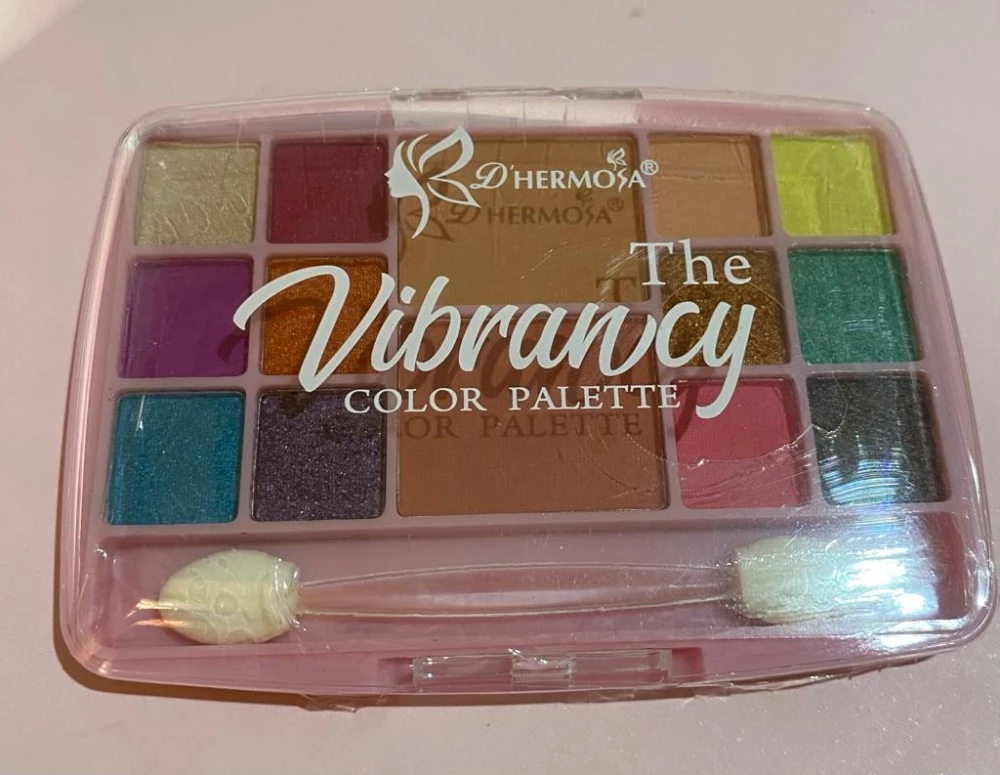 D'HERMOSA®
The
Vibrancy
COLOR PALETTE